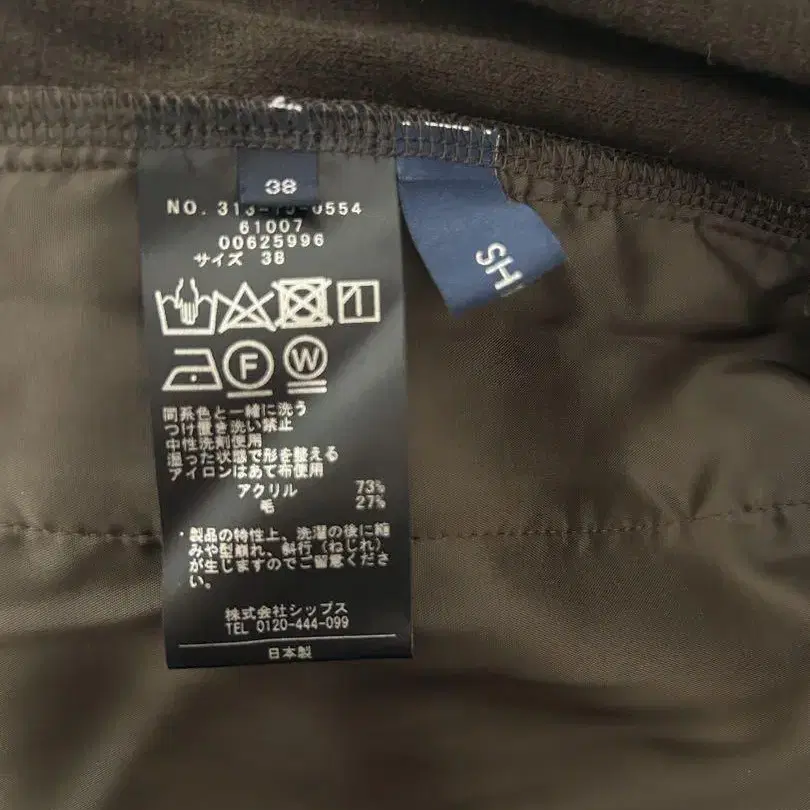 38
NO. 313-75-0554
61007
00625996
サイズ 38
F
W
同系色と一緒に洗う
つけ置き洗い禁止
中性洗剤使用
湿った状態で形を整える
アイロンはあて布使用
アクリル 73%
毛 27%
・製品の特性上、洗濯の後に縮
みや型崩れ、斜行(ねじれ)
が生じますのでご留意くださ
い。
株式会社シップス
TEL 0120-444-099
日本製
SH